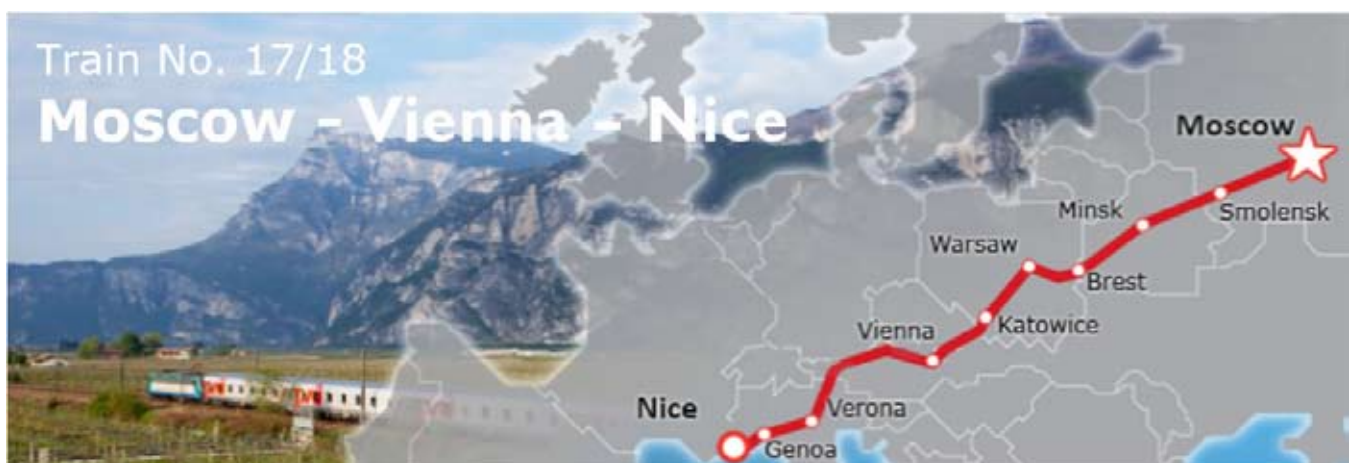 Train No. 17/18
Moscow - Vienna - Nice
Moscow
Smolensk
Minsk
Brest
Warsaw
Katowice
Vienna
Verona
Genoa
Nice